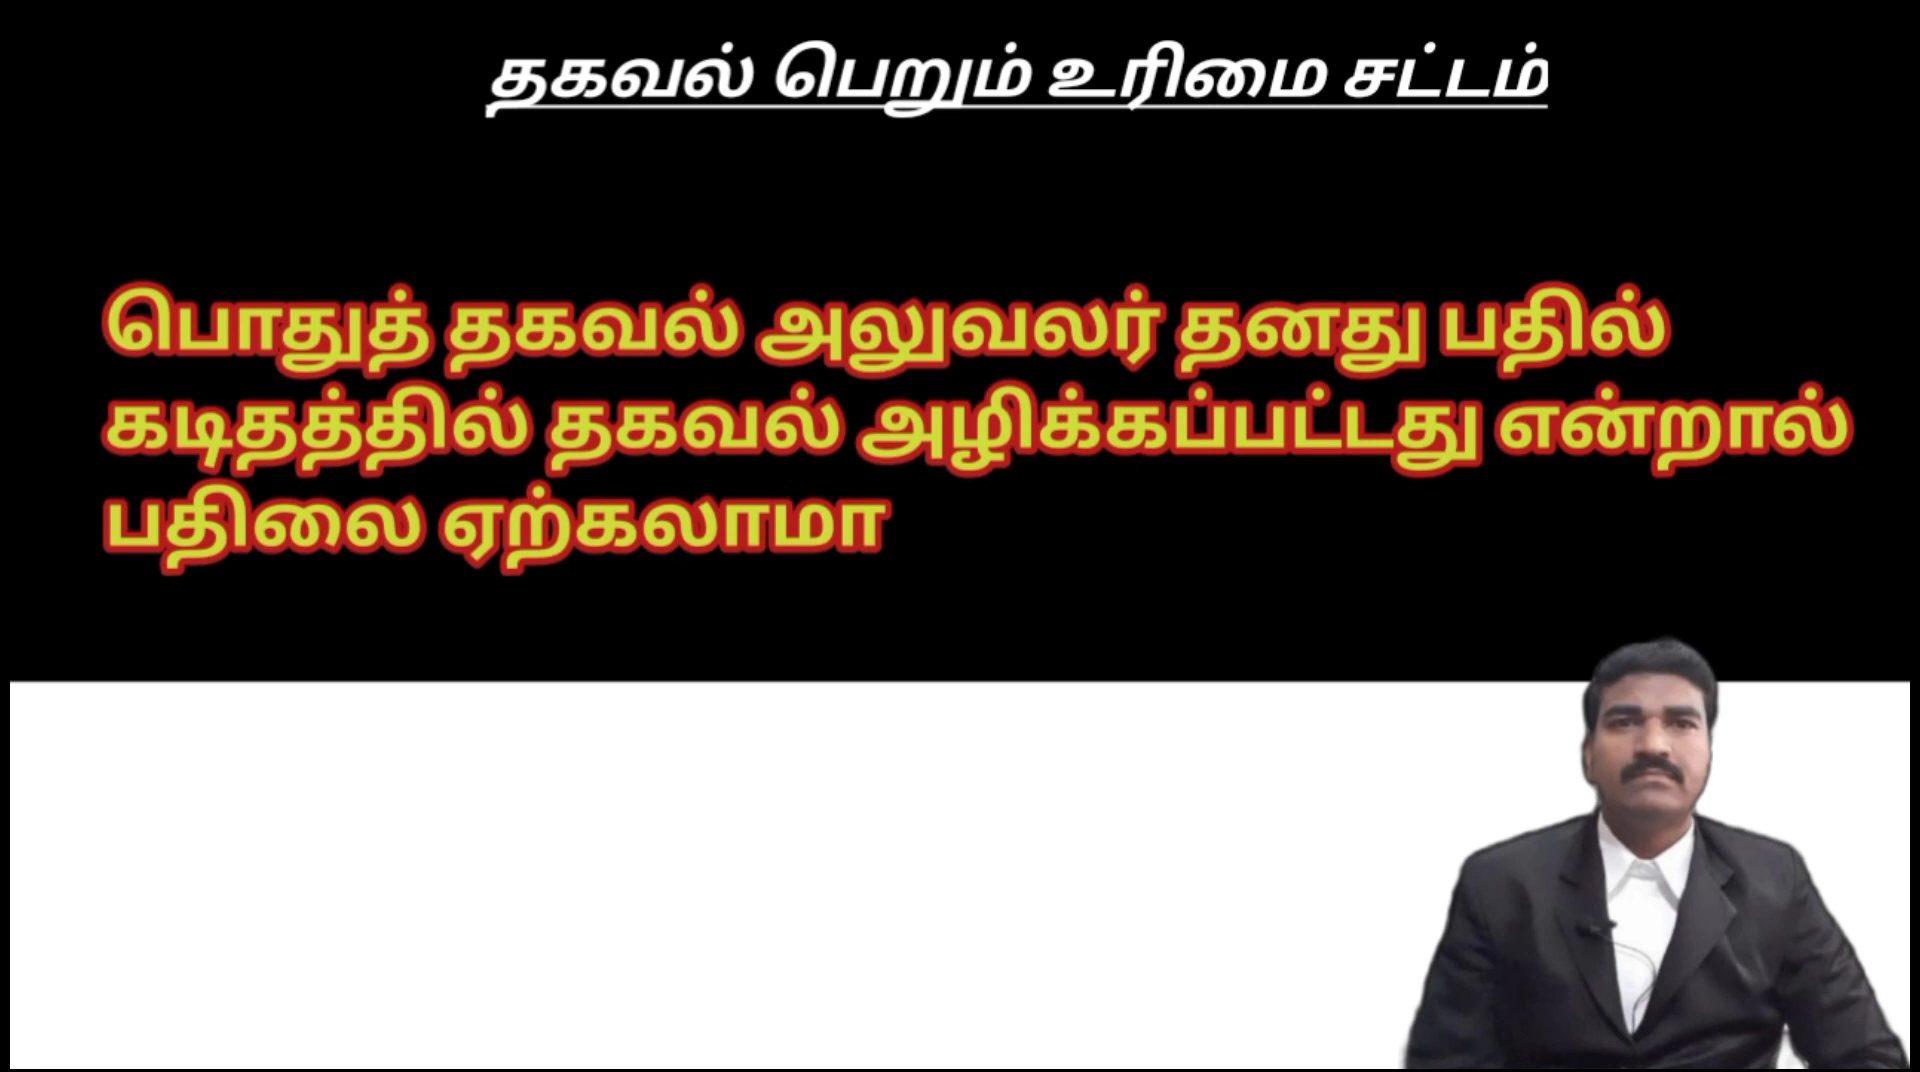 தகவல் பெறும் உரிமை சட்டம்
பொதுத் தகவல் அலுவலர் தனது பதில்
கடிதத்தில் தகவல் அழிக்கப்பட்டது என்றால்
பதிலை ஏற்கலாமா